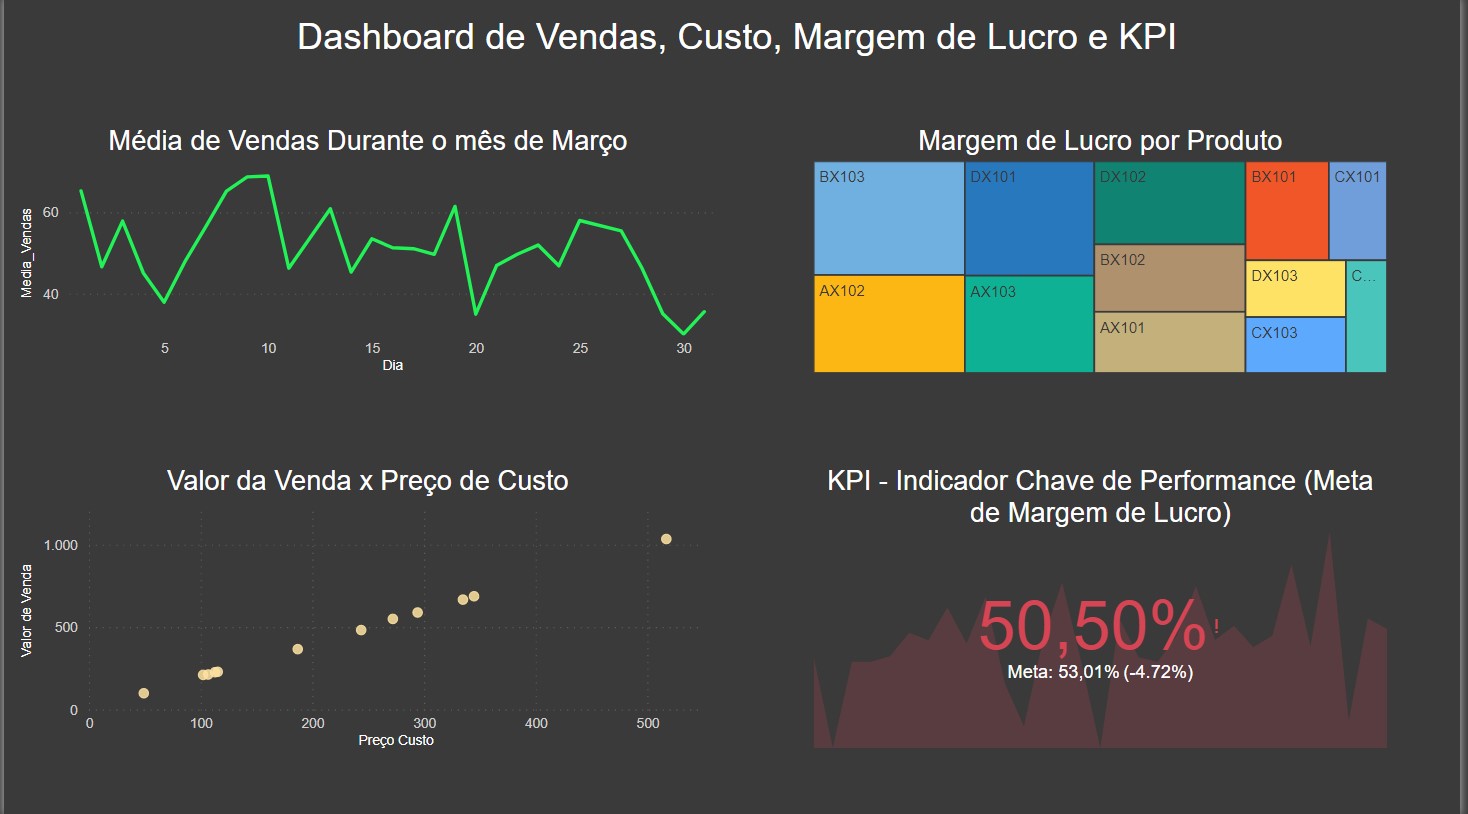 Dashboard de Vendas, Custo, Margem de Lucro e KPI
Média de Vendas Durante o mês de Março
Media_Vendas
60
40
5 10 15 20 25 30
Dia
Margem de Lucro por Produto
BX103 DX101 DX102 BX101 CX101
BX102
DX103 C...
AX102 AX103
AX101
CX103
Valor da Venda x Preço de Custo
Valor de Venda
1.000
500
0
0 100 200 300 400 500
Preço Custo
KPI - Indicador Chave de Performance (Meta
de Margem de Lucro)
50,50%!
Meta: 53,01% (-4.72%)